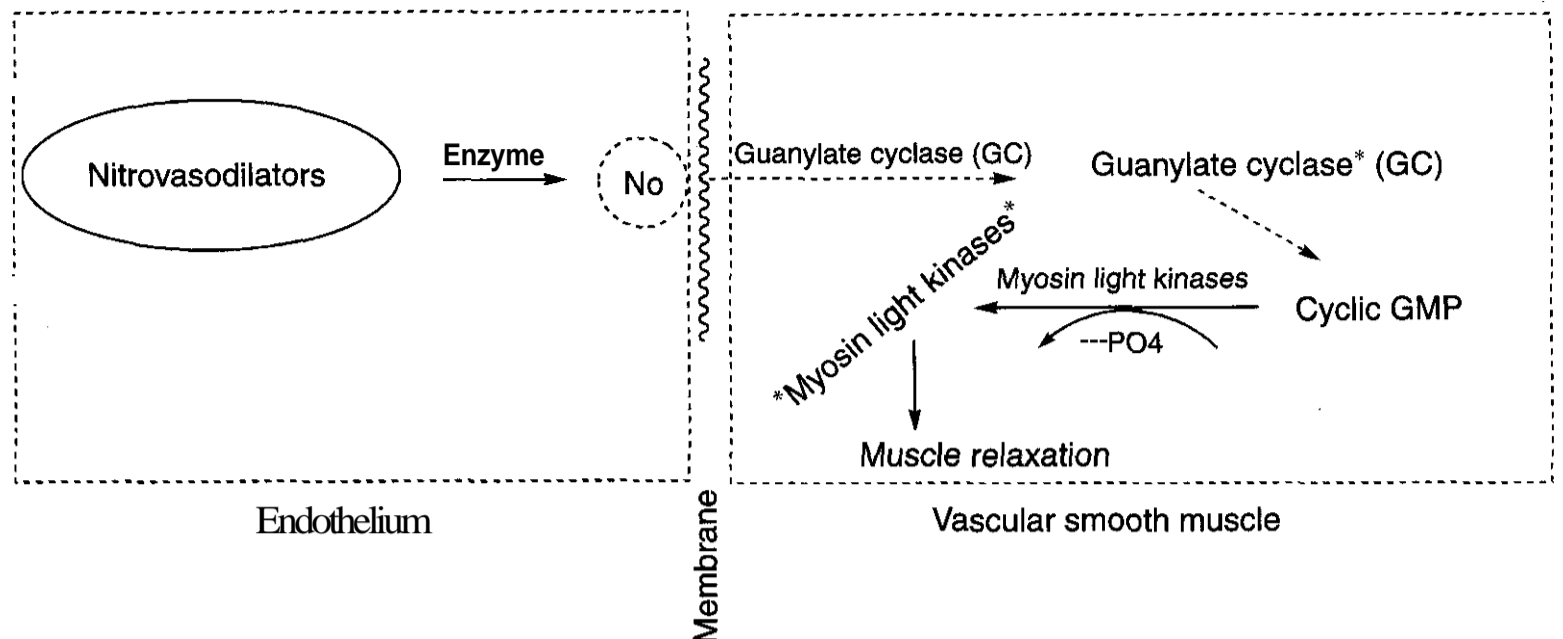 Nitrovasodilators
Enzyme
No
Guanylate cyclase (GC)
Guanylate cyclase* (GC)
Cyclic GMP
Myosin light kinases
---PO4
*Myosin light kinases*
Muscle relaxation
Endothelium
Membrane
Vascular smooth muscle